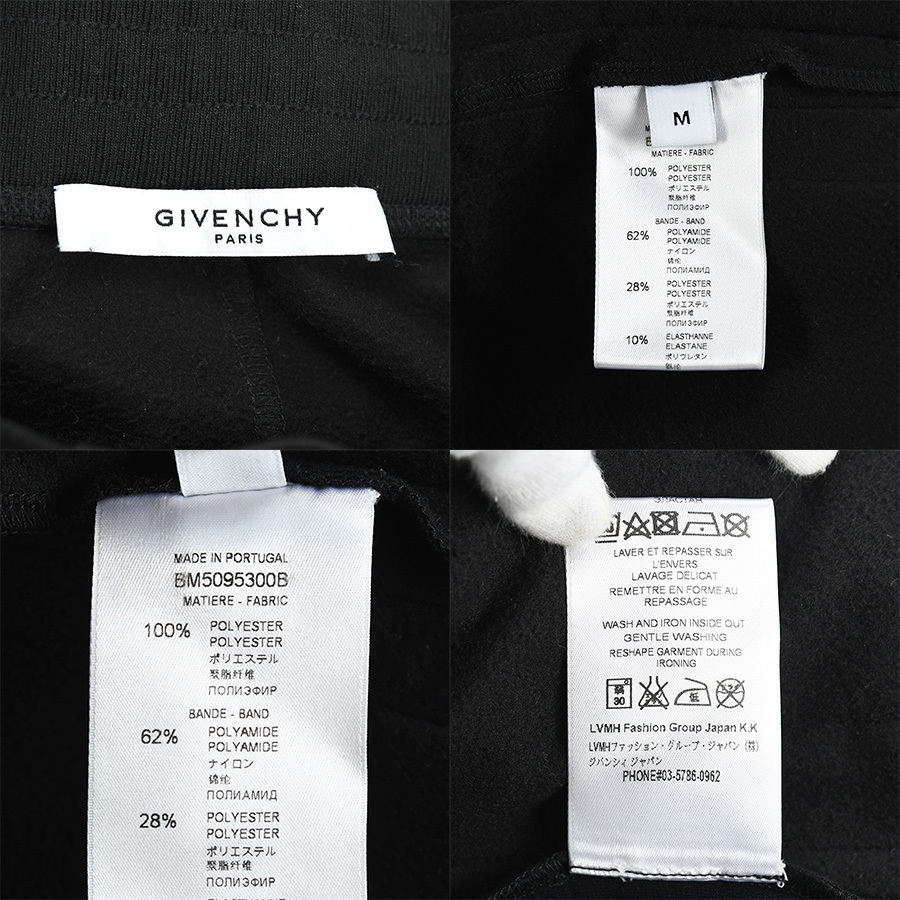 GIVENCHY
PARIS
M
MATIERE - FABRIC
100% POLYESTER
POLYESTER
ポリエステル
聚脂纤维
ПОЛИЭФИР
BANDE - BAND
62% POLYAMIDE
POLYAMIDE
ナイロン
锦纶
ПОЛИАМИД
28% POLYESTER
POLYESTER
ポリエステル
聚脂纤维
ПОЛИЭФИР
10% ELASTHANNE
ELASTANE
ポリウレタン
MADE IN PORTUGAL
BM5095300B
MATIERE - FABRIC
100% POLYESTER
POLYESTER
ポリエステル
聚脂纤维
ПОЛИЭФИР
BANDE - BAND
62% POLYAMIDE
POLYAMIDE
ナイロン
锦纶
ПОЛИАМИД
28% POLYESTER
POLYESTER
ポリエステル
聚脂纤维
ПОЛИЭФИР
ЭЛАСТАН
LAVER ET REPASSER SUR
L'ENVERS
LAVAGE DELICAT
REMETTRE EN FORME AU
REPASSAGE
WASH AND IRON INSIDE OUT
GENTLE WASHING
RESHAPE GARMENT DURING
IRONING
弱 30 低 ドライ
LVMH Fashion Group Japan K.K
LVMHファッション・グループ・ジャパン (株)
ジバンシィ ジャパン
PHONE#03-5786-0962